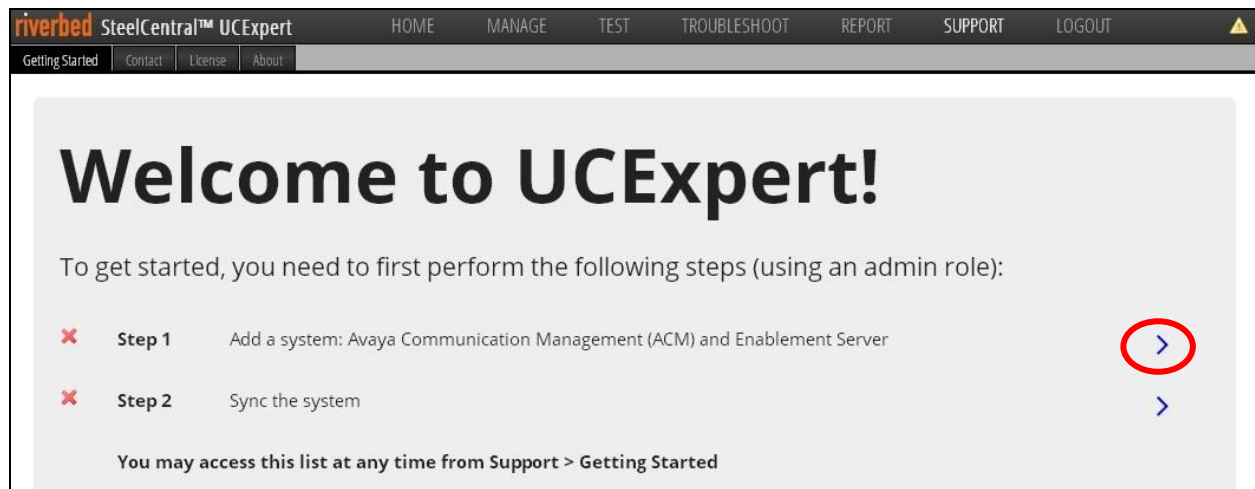 riverbed SteelCentral™ UCExpert HOME MANAGE TEST TROUBLESHOOT REPORT SUPPORT LOGOUT
Getting Started Contact License About
Welcome to UCExpert!
To get started, you need to first perform the following steps (using an admin role):
Step 1 Add a system: Avaya Communication Management (ACM) and Enablement Server
Step 2 Sync the system
You may access this list at any time from Support > Getting Started